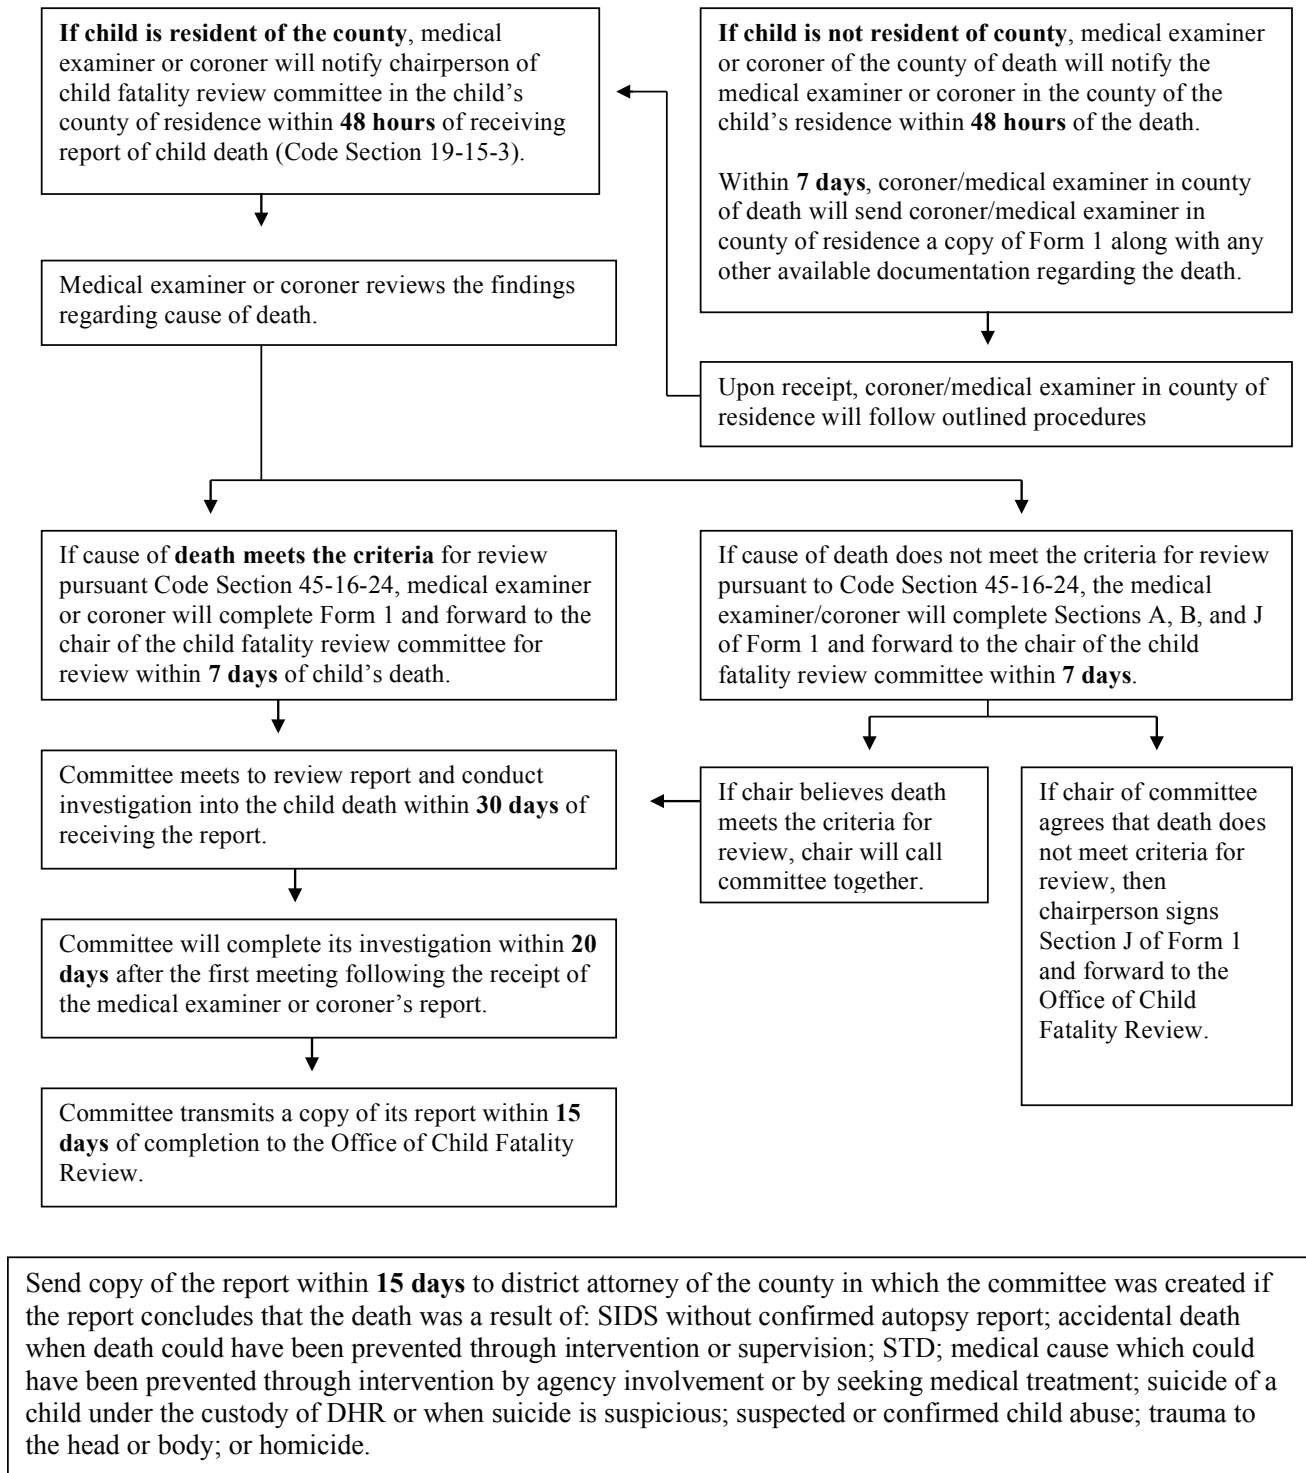 If child is resident of the county, medical
examiner or coroner will notify chairperson of
child fatality review committee in the child’s
county of residence within 48 hours of receiving
report of child death (Code Section 19-15-3).
If child is not resident of county, medical examiner
or coroner of the county of death will notify the
medical examiner or coroner in the county of the
child’s residence within 48 hours of the death.
Within 7 days, coroner/medical examiner in county
of death will send coroner/medical examiner in
county of residence a copy of Form 1 along with any
other available documentation regarding the death.
Medical examiner or coroner reviews the findings
regarding cause of death.
Upon receipt, coroner/medical examiner in county of
residence will follow outlined procedures
If cause of death meets the criteria for review
pursuant Code Section 45-16-24, medical examiner
or coroner will complete Form 1 and forward to the
chair of the child fatality review committee for
review within 7 days of child’s death.
If cause of death does not meet the criteria for review
pursuant to Code Section 45-16-24, the medical
examiner/coroner will complete Sections A, B, and J
of Form 1 and forward to the chair of the child
fatality review committee within 7 days.
Committee meets to review report and conduct
investigation into the child death within 30 days of
receiving the report.
If chair believes death
meets the criteria for
review, chair will call
committee together.
If chair of committee
agrees that death does
not meet criteria for
review, then
chairperson signs
Section J of Form 1
and forward to the
Office of Child
Fatality Review.
Committee will complete its investigation within 20
days after the first meeting following the receipt of
the medical examiner or coroner’s report.
Committee transmits a copy of its report within 15
days of completion to the Office of Child Fatality
Review.
Send copy of the report within 15 days to district attorney of the county in which the committee was created if
the report concludes that the death was a result of: SIDS without confirmed autopsy report; accidental death
when death could have been prevented through intervention or supervision; STD; medical cause which could
have been prevented through intervention by agency involvement or by seeking medical treatment; suicide of a
child under the custody of DHR or when suicide is suspicious; suspected or confirmed child abuse; trauma to
the head or body; or homicide.